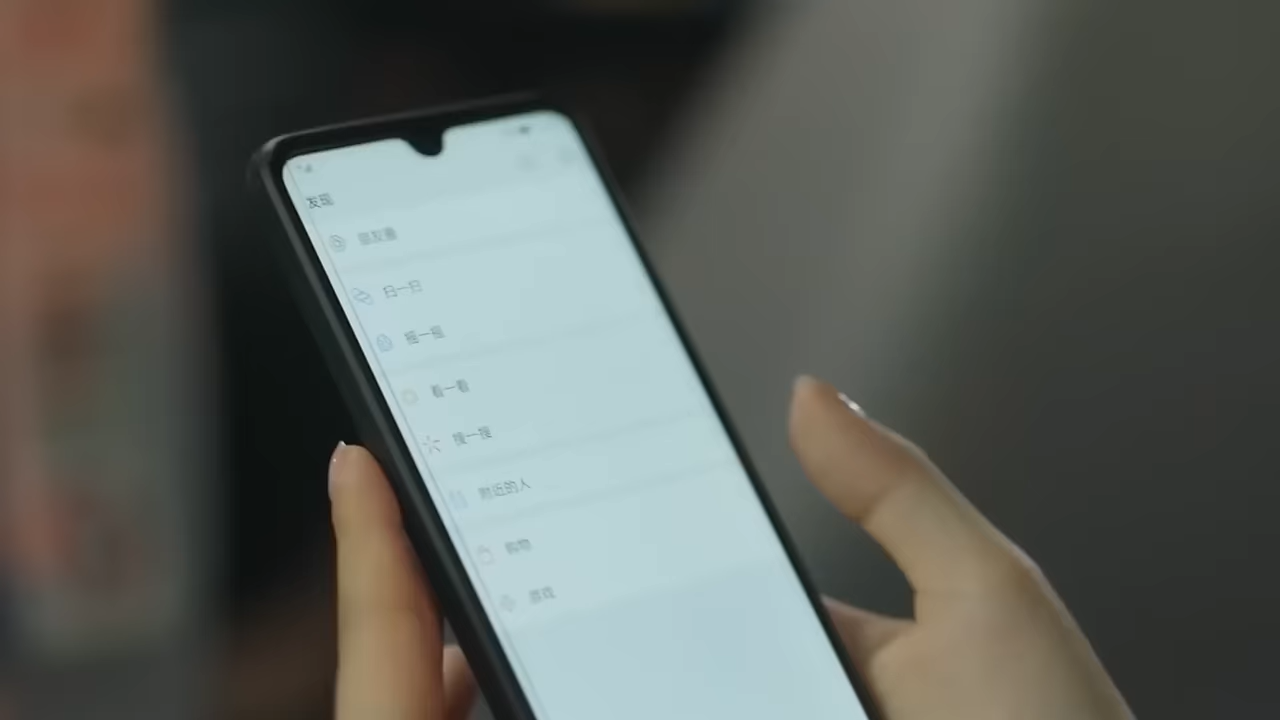 发现
朋友圈
扫一扫
摇一摇
看一看
搜一搜
附近的人
购物
游戏